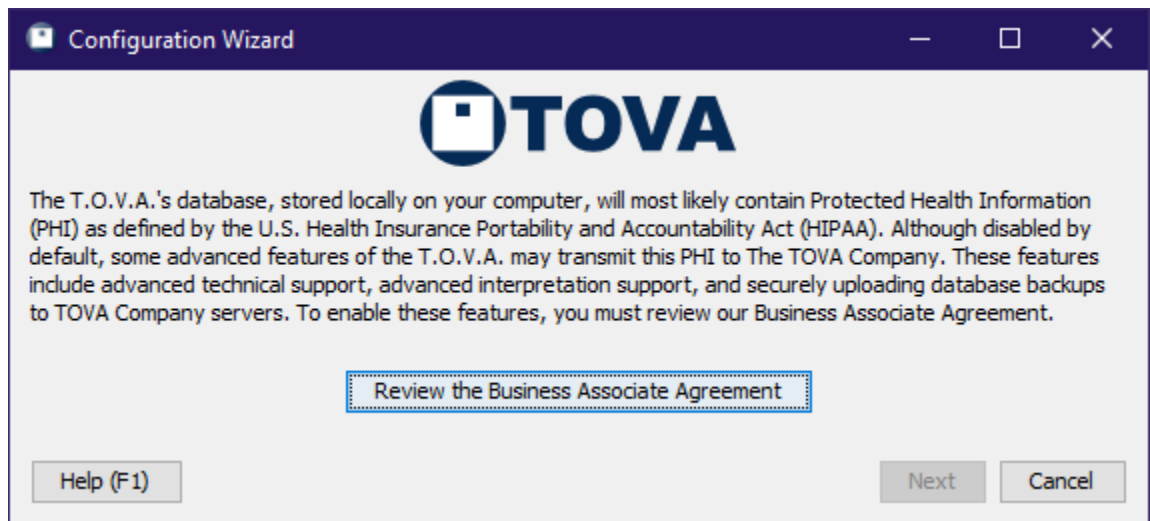 Configuration Wizard
TOVA
The T.O.V.A.'s database, stored locally on your computer, will most likely contain Protected Health Information
(PHI) as defined by the U.S. Health Insurance Portability and Accountability Act (HIPAA). Although disabled by
default, some advanced features of the T.O.V.A. may transmit this PHI to The TOVA Company. These features
include advanced technical support, advanced interpretation support, and securely uploading database backups
to TOVA Company servers. To enable these features, you must review our Business Associate Agreement.
Review the Business Associate Agreement
Help (F1)
Next
Cancel